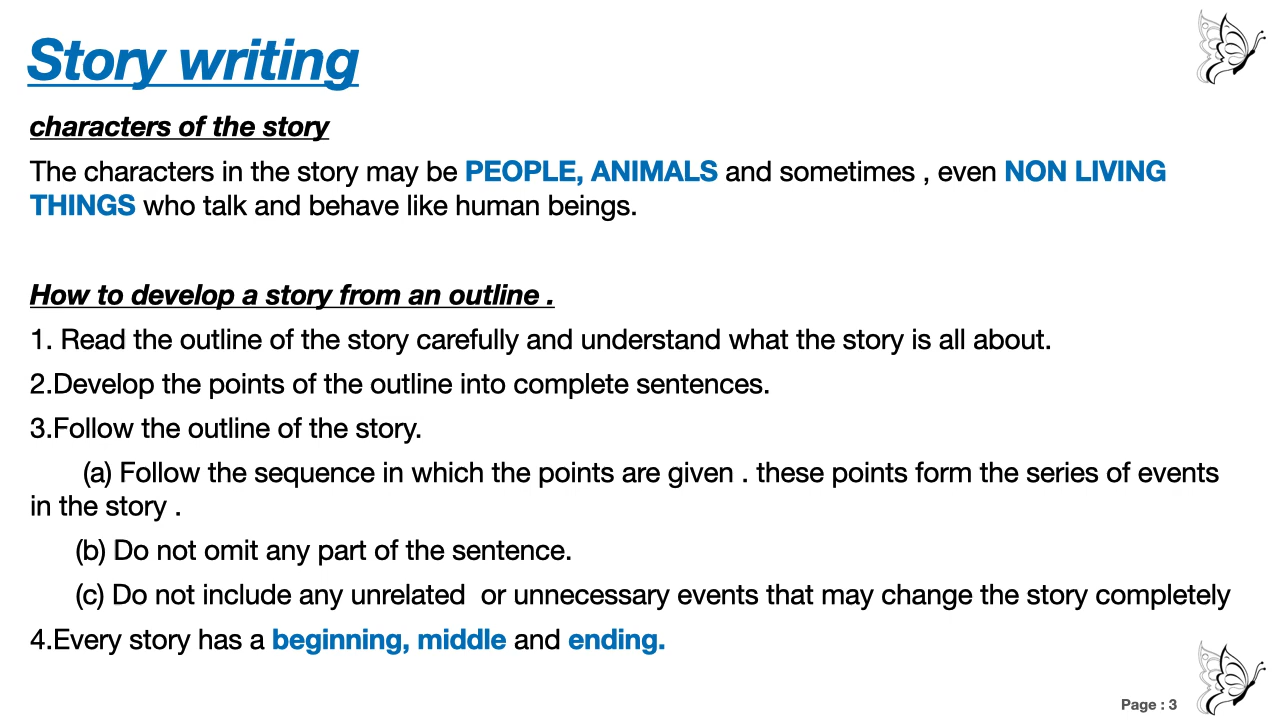 Story writing
characters of the story
The characters in the story may be PEOPLE, ANIMALS and sometimes , even NON LIVING
THINGS who talk and behave like human beings.
How to develop a story from an outline .
1. Read the outline of the story carefully and understand what the story is all about.
2.Develop the points of the outline into complete sentences.
3.Follow the outline of the story.
(a) Follow the sequence in which the points are given . these points form the series of events
in the story .
(b) Do not omit any part of the sentence.
(c) Do not include any unrelated  or unnecessary events that may change the story completely
4.Every story has a beginning, middle and ending.
Page : 3